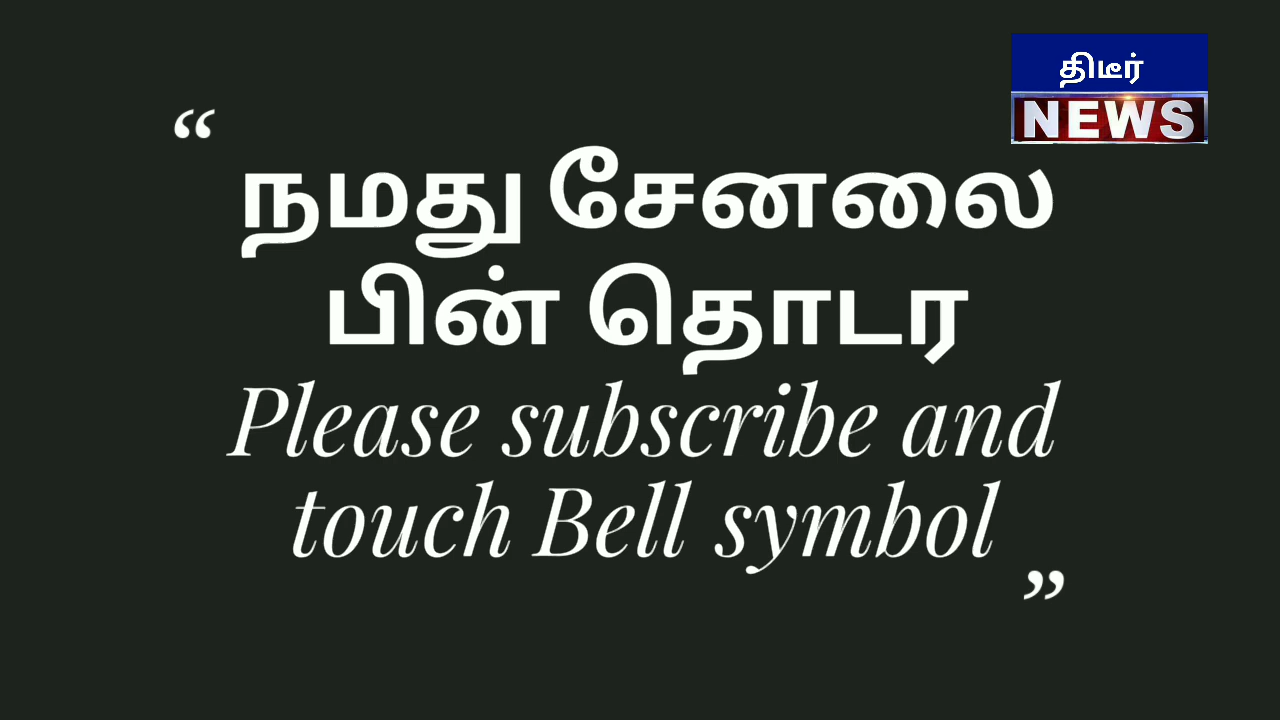 திடீர்
NEWS
“
நமது சேனலை
பின் தொடர
Please subscribe and
touch Bell symbol
”